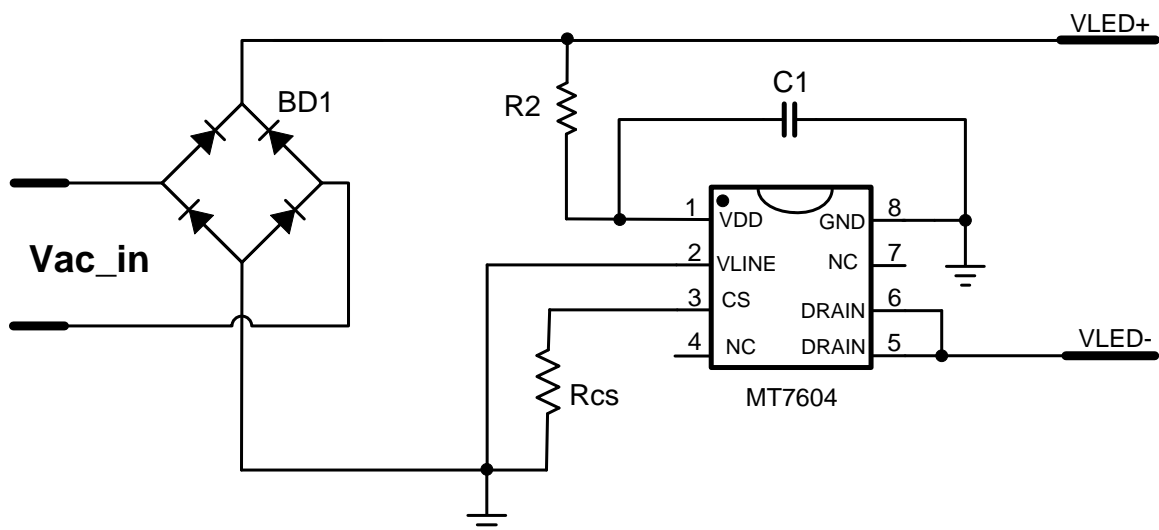 VLED+
C1
BD1
R2
1
VDD
GND
8
Vac_in
2
VLINE
NC
7
3
CS
DRAIN
6
4
NC
DRAIN
5
VLED-
Rcs
MT7604